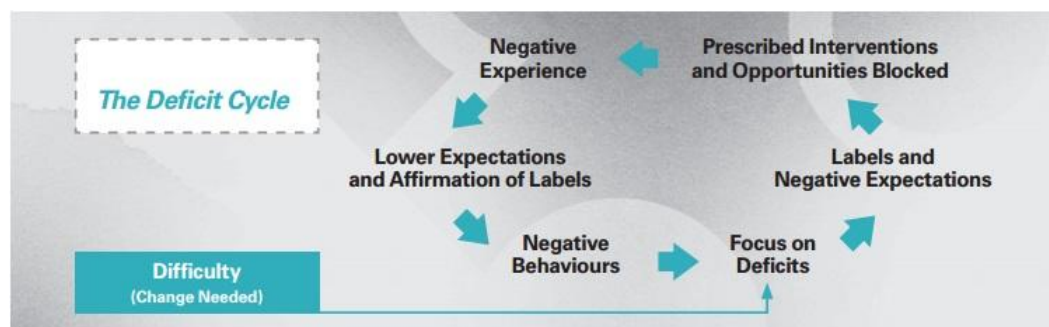 The Deficit Cycle
Negative
Experience
Prescribed Interventions
and Opportunities Blocked
Lower Expectations
and Affirmation of Labels
Labels and
Negative Expectations
Negative
Behaviours
Focus on
Deficits
Difficulty
(Change Needed)